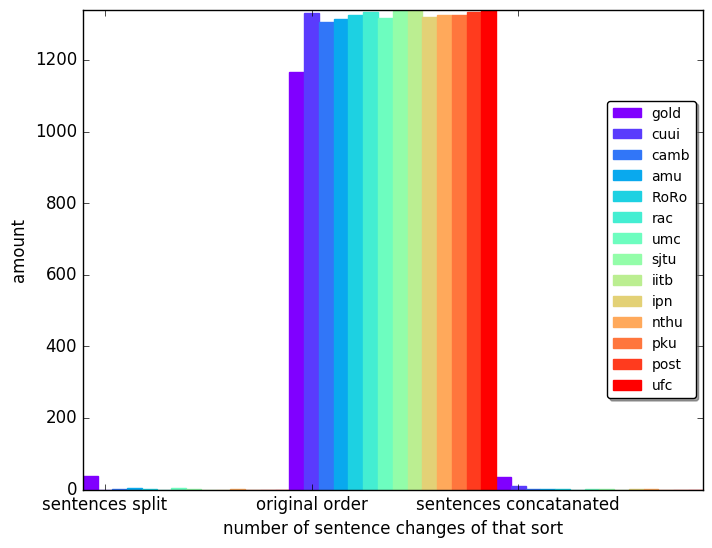 1200
1000
800
600
400
200
0
amount
gold
cuui
camb
amu
RoRo
rac
umc
sjtu
iitb
ipn
nthu
pku
post
ufc
sentences split
original order
sentences concatanated
number of sentence changes of that sort